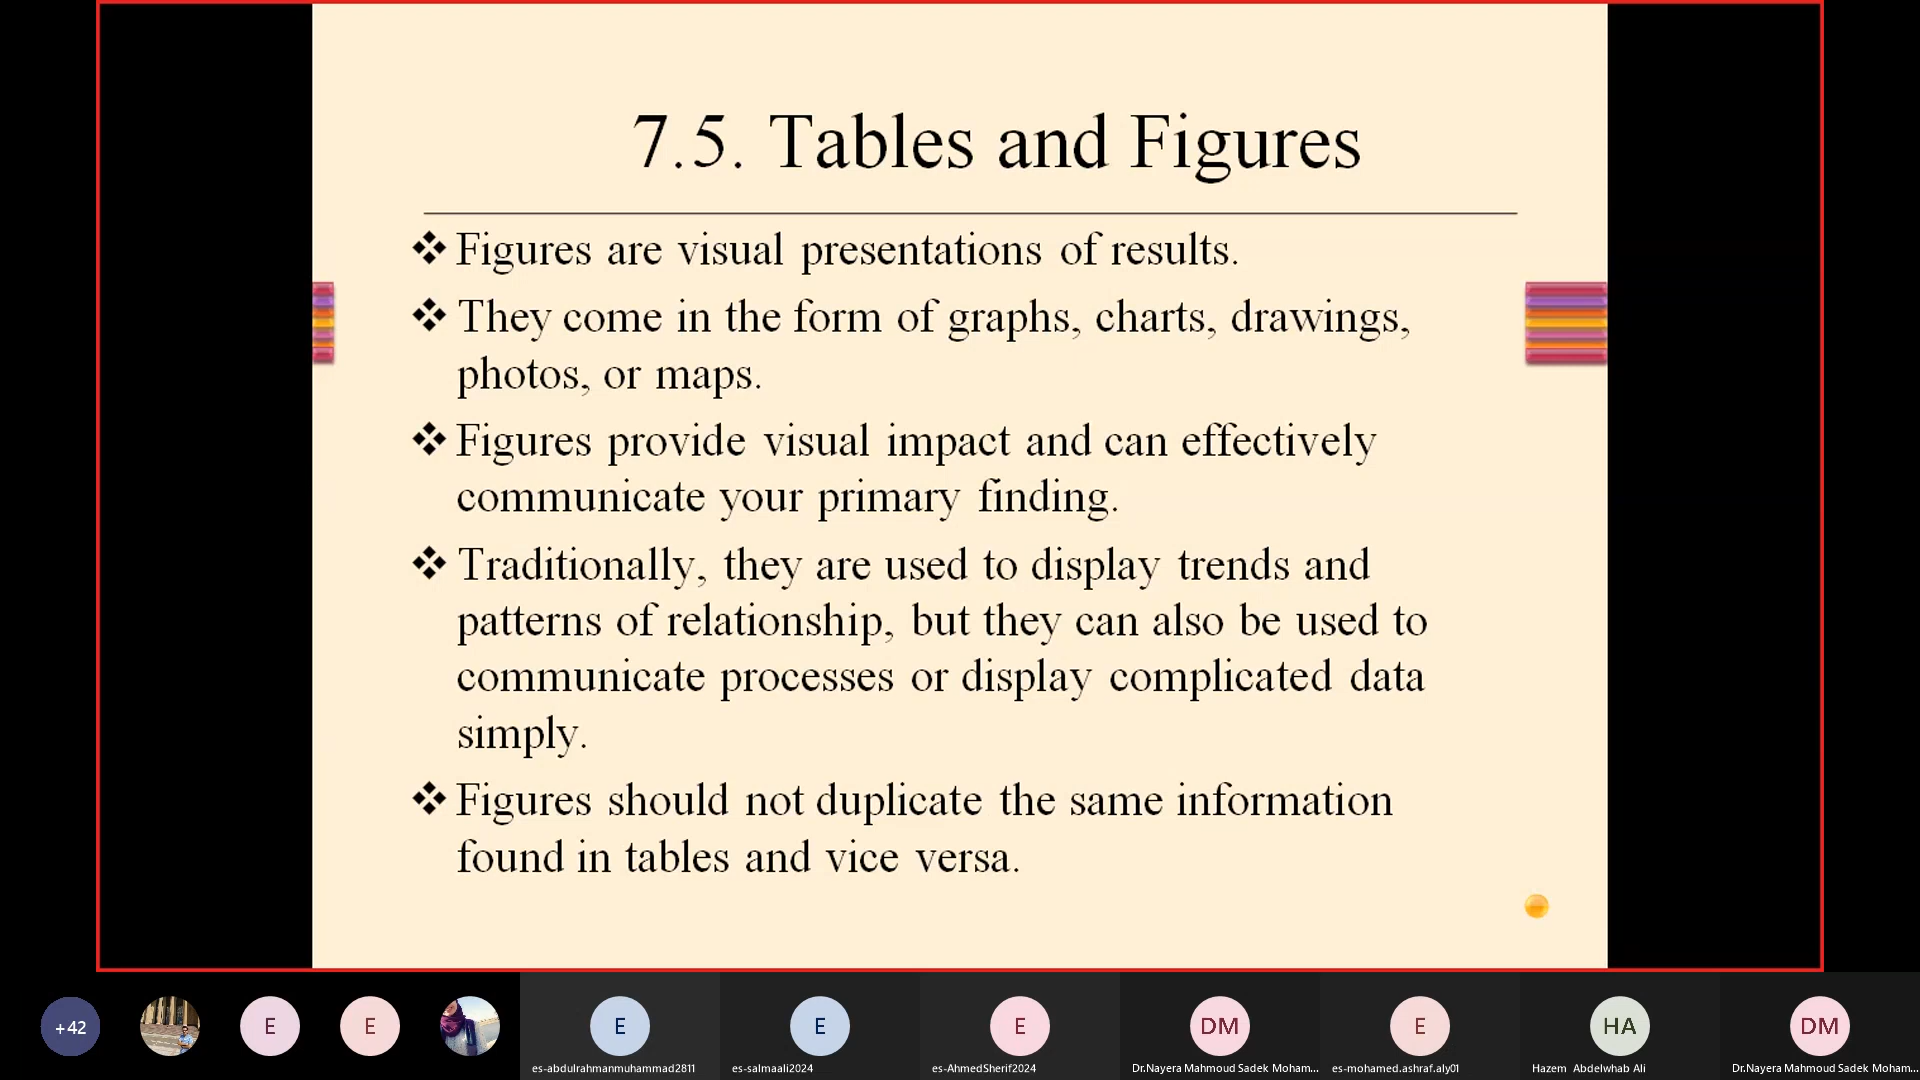 7.5. Tables and Figures
❖ Figures are visual presentations of results.
❖ They come in the form of graphs, charts, drawings,
photos, or maps.
❖ Figures provide visual impact and can effectively
communicate your primary finding.
❖ Traditionally, they are used to display trends and
patterns of relationship, but they can also be used to
communicate processes or display complicated data
simply.
❖ Figures should not duplicate the same information
found in tables and vice versa.
+42 E E E E E DM E HA DM
es-abdulrahmanmuhammad2811 es-salmaali2024 es-AhmedSherif2024 Dr.Nayera Mahmoud Sadek Moham... es-mohamed.ashraf.aly01 Hazem Abdelwhab Ali Dr.Nayera Mahmoud Sadek Moham...